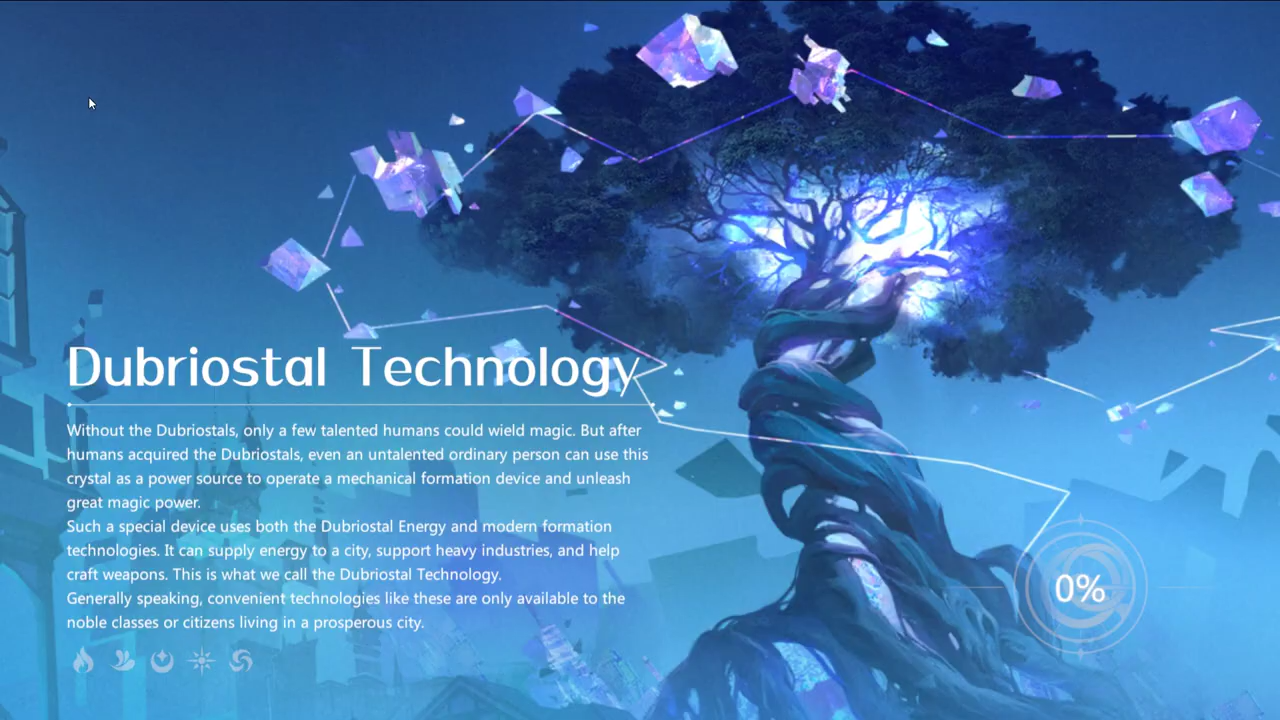 Dubriostal Technology
Without the Dubriostals, only a few talented humans could wield magic. But after
humans acquired the Dubriostals, even an untalented ordinary person can use this
crystal as a power source to operate a mechanical formation device and unleash
great magic power.
Such a special device uses both the Dubriostal Energy and modern formation
technologies. It can supply energy to a city, support heavy industries, and help
craft weapons. This is what we call the Dubriostal Technology.
Generally speaking, convenient technologies like these are only available to the
noble classes or citizens living in a prosperous city.
0%